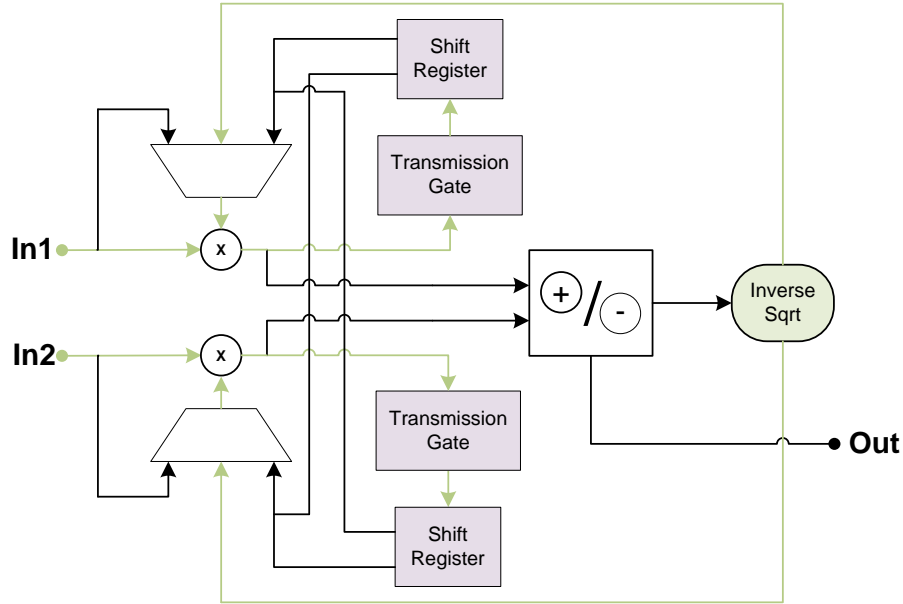 Shift
Register
Transmission
Gate
In1
x
+
/
-
Inverse
Sqrt
In2
x
Transmission
Gate
Out
Shift
Register